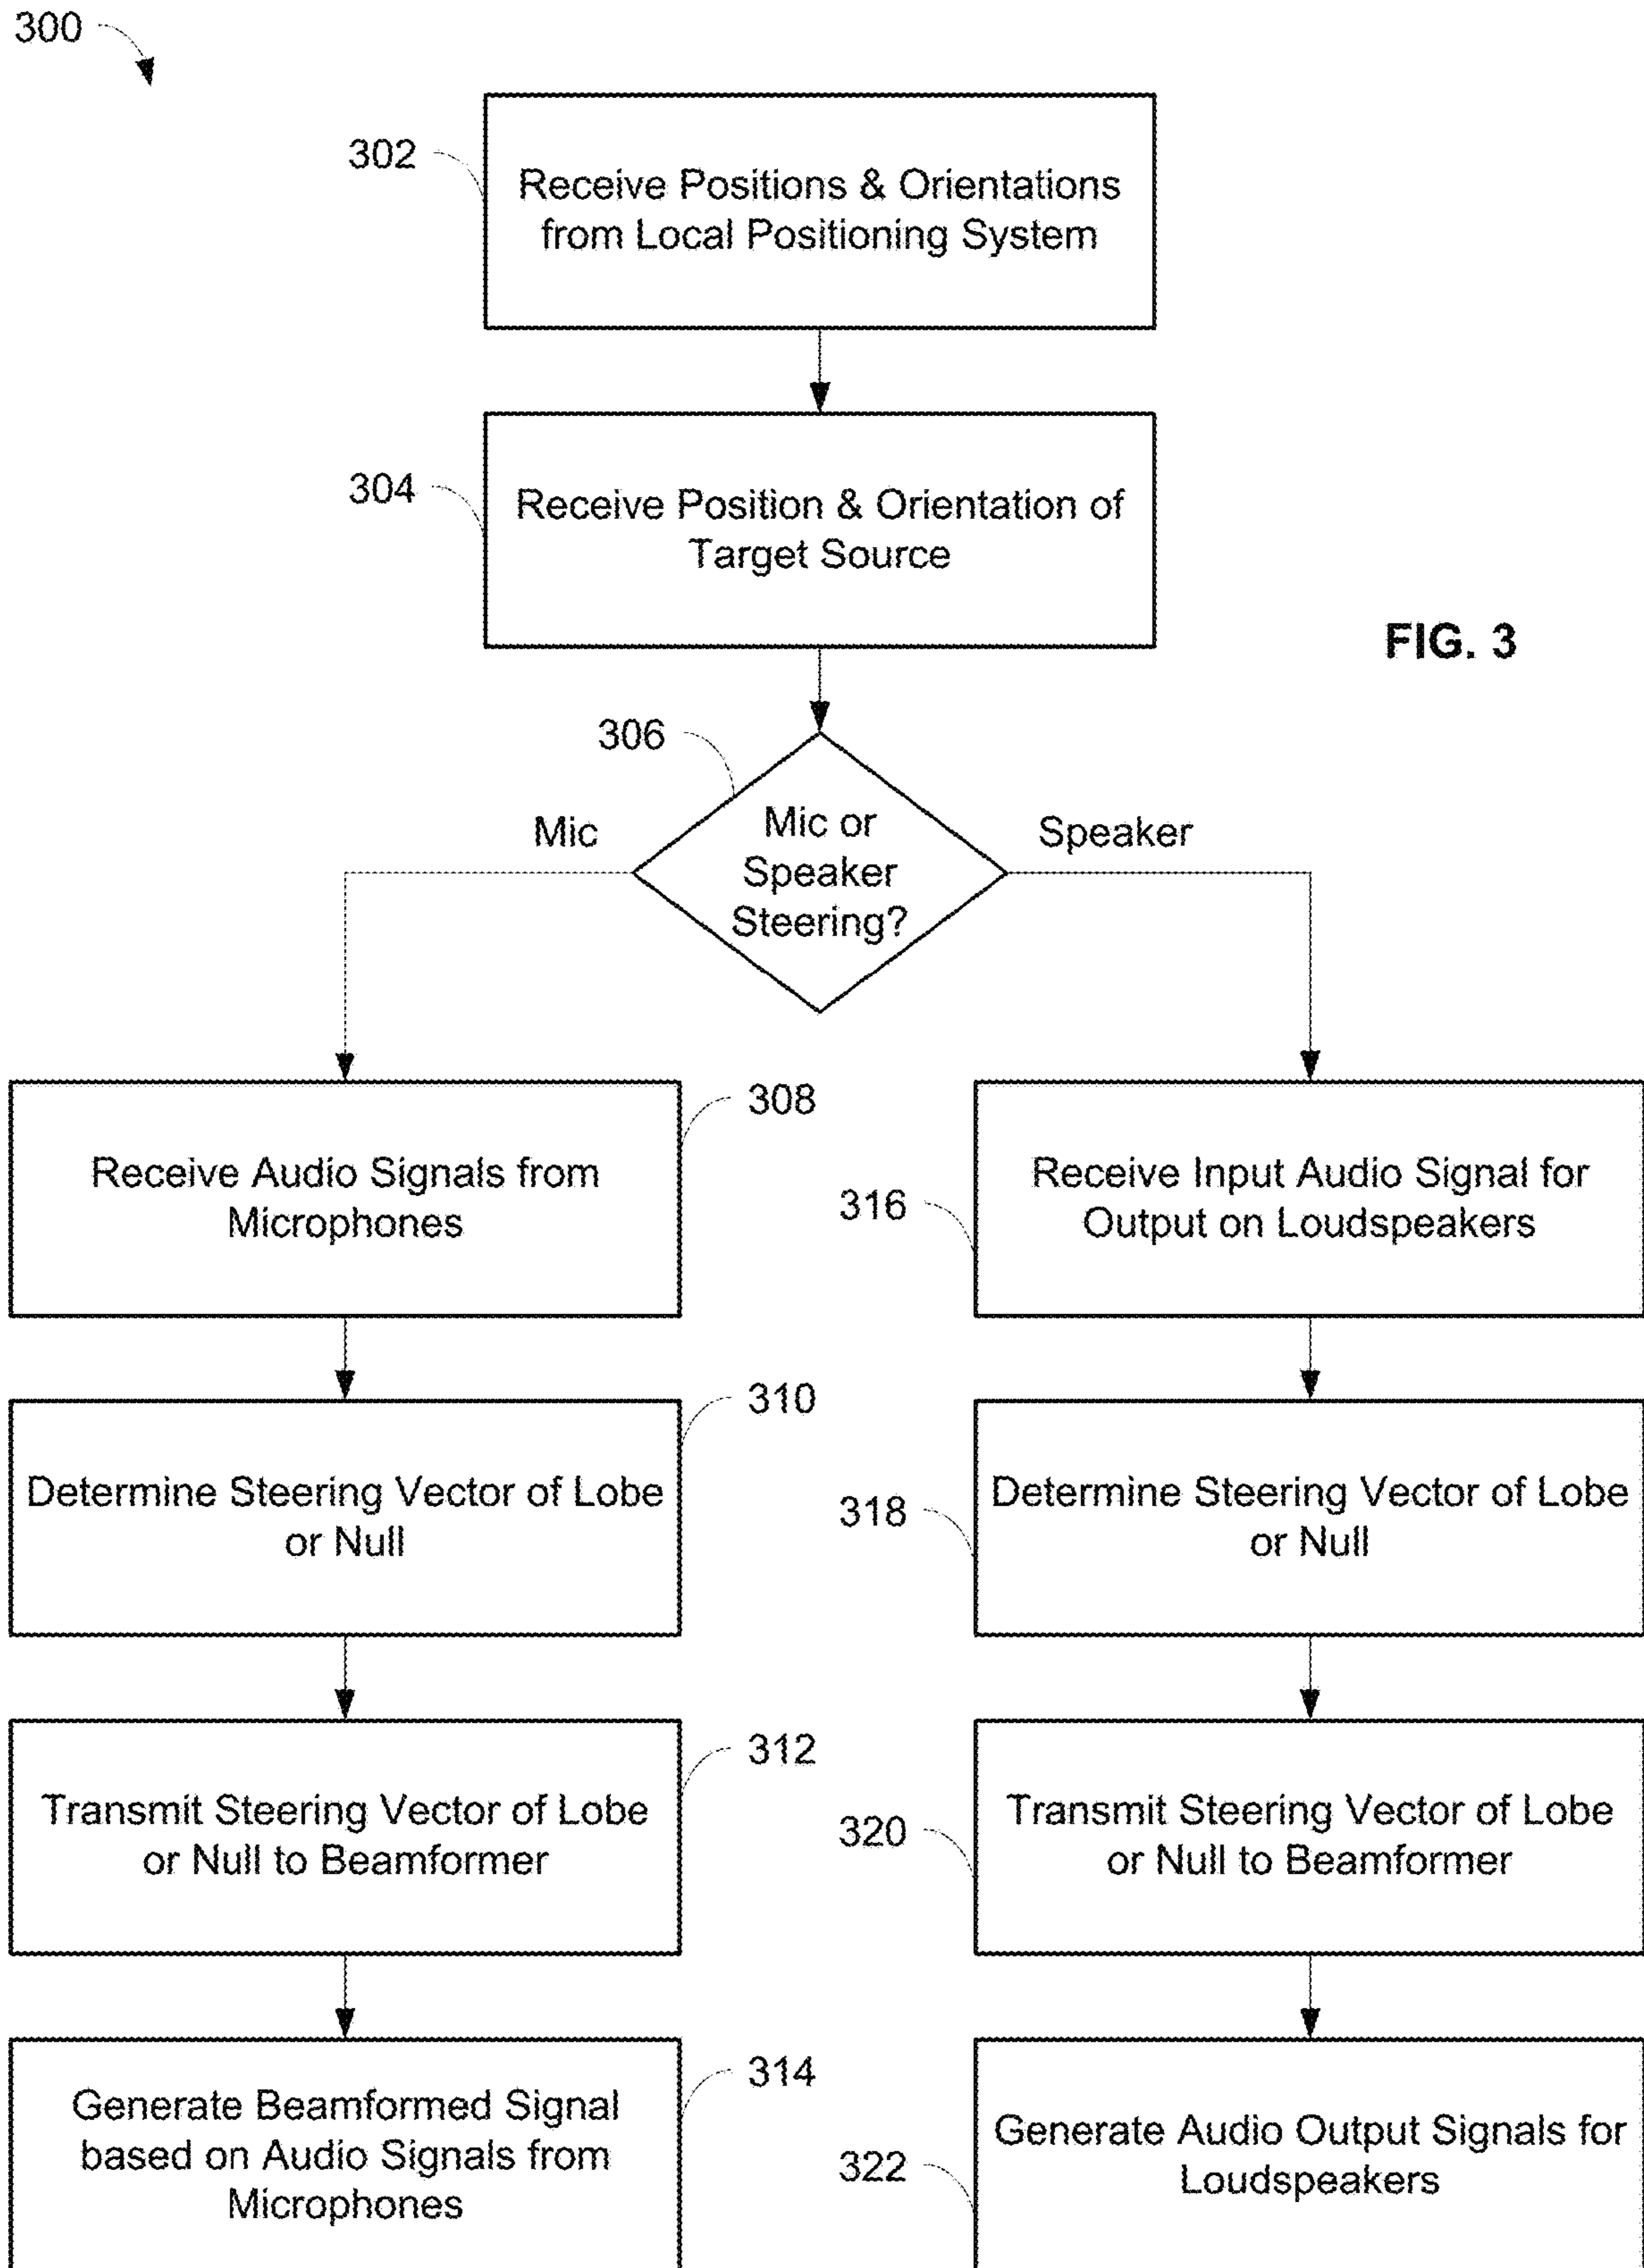 300
302
Receive Positions & Orientations
from Local Positioning System
304
Receive Position & Orientation of
Target Source
FIG. 3
306
Mic
Mic or
Speaker
Steering?
Speaker
308
Receive Audio Signals from
Microphones
316
Receive Input Audio Signal for
Output on Loudspeakers
310
Determine Steering Vector of Lobe
or Null
318
Determine Steering Vector of Lobe
or Null
312
Transmit Steering Vector of Lobe
or Null to Beamformer
320
Transmit Steering Vector of Lobe
or Null to Beamformer
314
Generate Beamformed Signal
based on Audio Signals from
Microphones
322
Generate Audio Output Signals for
Loudspeakers